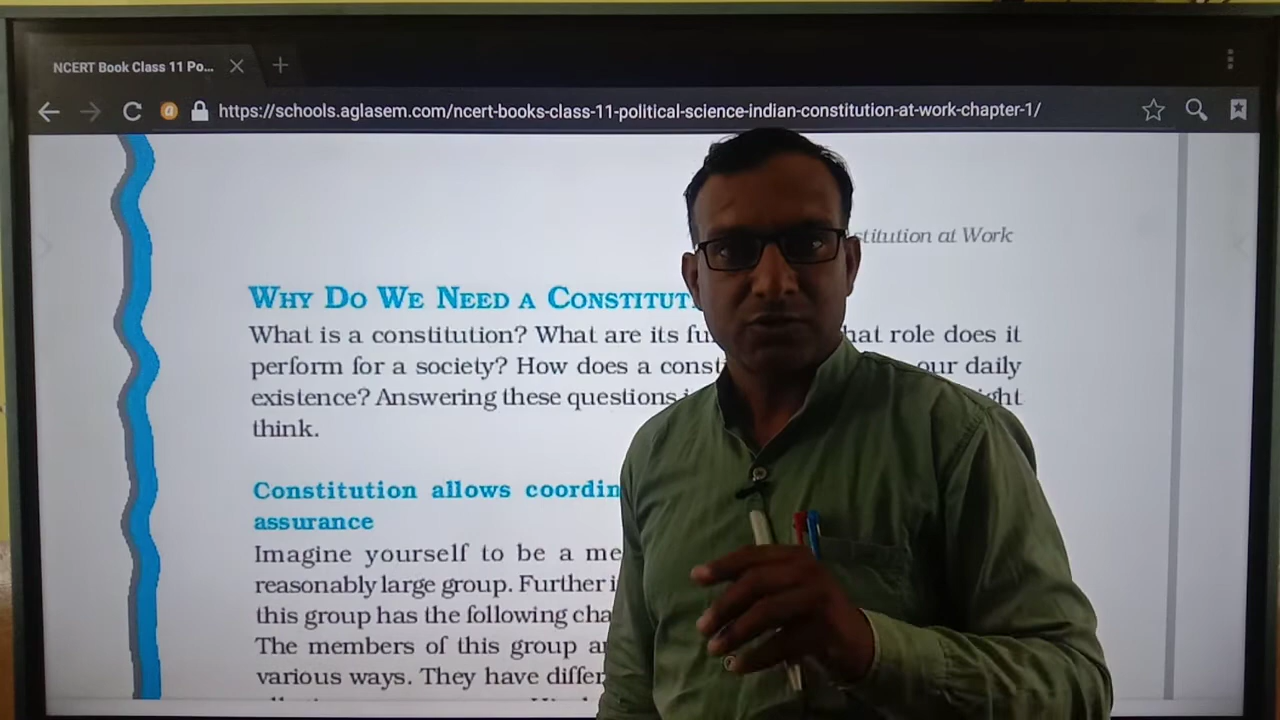 NCERT Book Class 11 Po...
https://schools.aglasem.com/ncert-books-class-11-political-science-indian-constitution-at-work-chapter-1/
stitution at Work
WHY DO WE NEED A CONSTITUT
What is a constitution? What are its fu hat role does it
perform for a society? How does a const our daily
existence? Answering these questions i ght
think.
Constitution allows coordin
assurance
Imagine yourself to be a me
reasonably large group. Further i
this group has the following cha
The members of this group a
various ways. They have differ